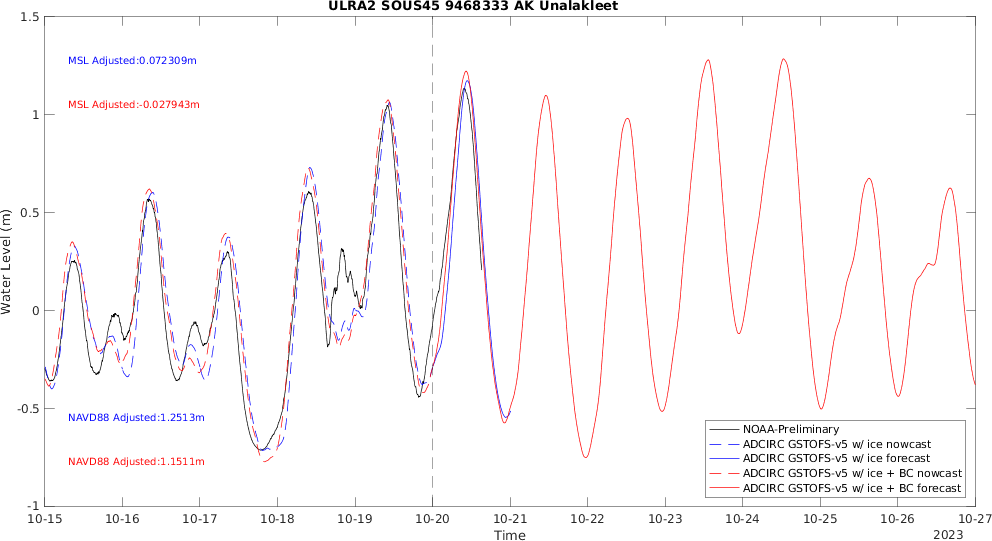 ULRA2 SOUS45 9468333 AK Unalakleet
1.5
MSL Adjusted:0.072309m
MSL Adjusted:-0.027943m
1
0.5
Water Level (m)
0
-0.5
NAVD88 Adjusted:1.2513m
NAVD88 Adjusted:1.1511m
-1
NOAA-Preliminary
ADCIRC GSTOFS-v5 w/ ice nowcast
ADCIRC GSTOFS-v5 w/ ice forecast
ADCIRC GSTOFS-v5 w/ ice + BC nowcast
ADCIRC GSTOFS-v5 w/ ice + BC forecast
10-15 10-16 10-17 10-18 10-19 10-20 10-21 10-22 10-23 10-24 10-25 10-26 10-27
Time
2023